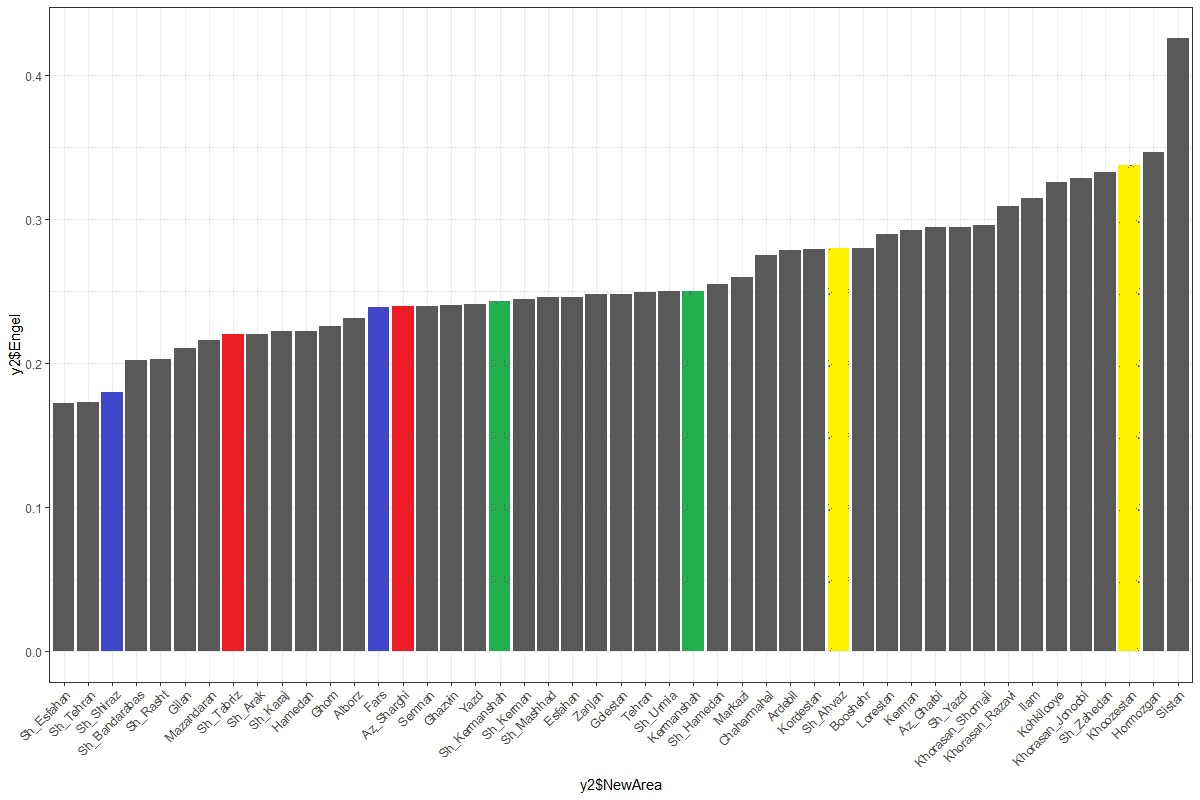 y2$Engel
0.4
0.3
0.2
0.1
0.0
Sh_Esfahan
Sh_Tehran
Sh_Shiraz
Sh_Bandarabas
Sh_Rasht
Gilan
Mazandaran
Sh_Tabriz
Sh_Arak
Sh_Karaj
Hamedan
Ghom
Alborz
Fars
Az_Sharghi
Semnan
Ghazvin
Yazd
Sh_Kermanshah
Sh_Kerman
Sh_Mashhad
Esfahan
Zanjan
Golestan
Tehran
Sh_Urmia
Kermanshah
Sh_Hamedan
Markazi
Chaharmahal
Ardebil
Kordestan
Sh_Ahvaz
Booshehr
Lorestan
Kerman
Az_Gharbi
Sh_Yazd
Khorasan_Shomali
Khorasan_Razavi
Ilam
Kohkilooye
Khorasan_Jonoobi
Sh_Zahedan
Khoozestan
Hormozgan
Sistan
y2$NewArea